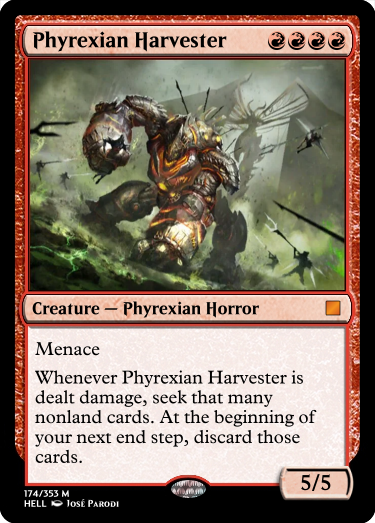 Phyrexian Harvester
Creature — Phyrexian Horror
Menace
Whenever Phyrexian Harvester is
dealt damage, seek that many
nonland cards. At the beginning of
your next end step, discard those
cards.
5/5
174/353 M
HELL José Parodi